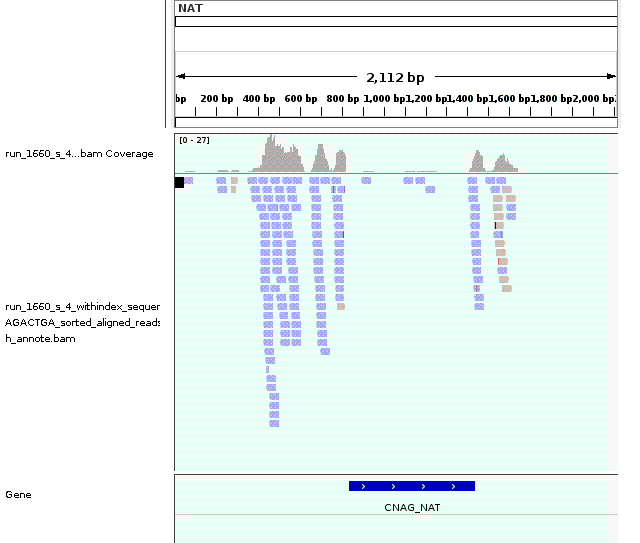 NAT
2,112 bp
bp 200 bp 400 bp 600 bp 800 bp 1,000 bp 1,200 bp 1,400 bp 1,600 bp 1,800 bp 2,000 bp
[0 - 27]
run_1660_s_4...bam Coverage
run_1660_s_4_withindex_sequer
AGACTGA_sorted_aligned_reads
h_annote.bam
Gene
CNAG_NAT